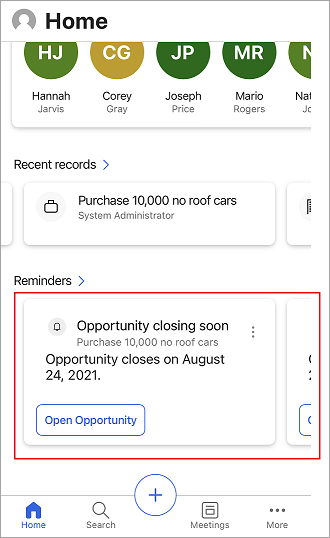 Home
HJ CG JP MR N
Hannah Corey Joseph Mario Nat
Jarvis Gray Price Rogers Jo
Recent records
Purchase 10,000 no roof cars
System Administrator
Reminders
Opportunity closing soon
Purchase 10,000 no roof cars
Opportunity closes on August
24, 2021.
Open Opportunity
Home Search Meetings More